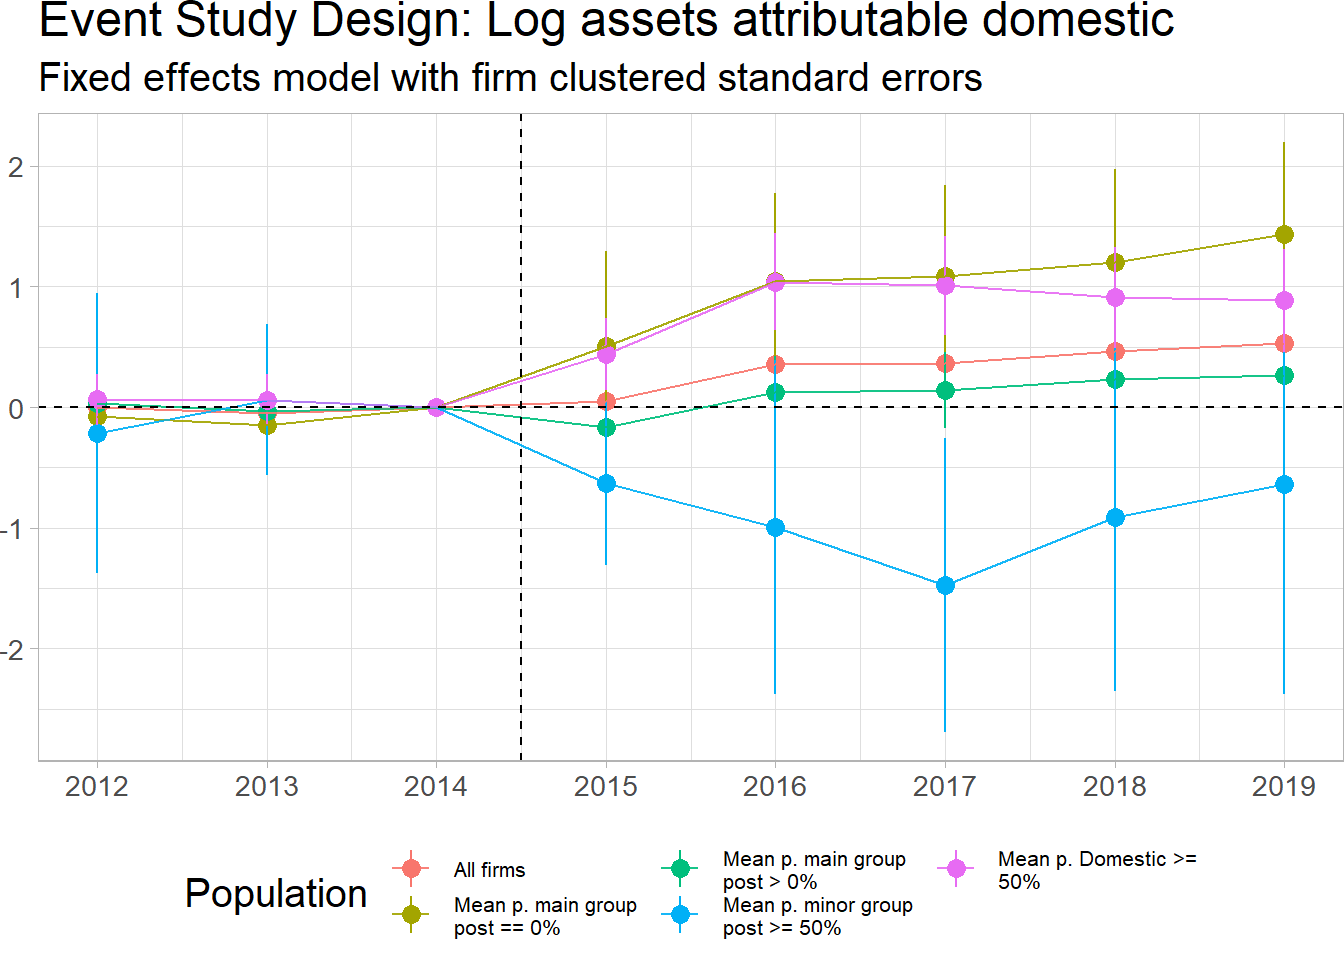 Event Study Design: Log assets attributable domestic
Fixed effects model with firm clustered standard errors
2
1
0
-1
-2
2012 2013 2014 2015 2016 2017 2018 2019
Population
All firms
Mean p. main group
post == 0%
Mean p. main group
post > 0%
Mean p. minor group
post >= 50%
Mean p. Domestic >=
50%